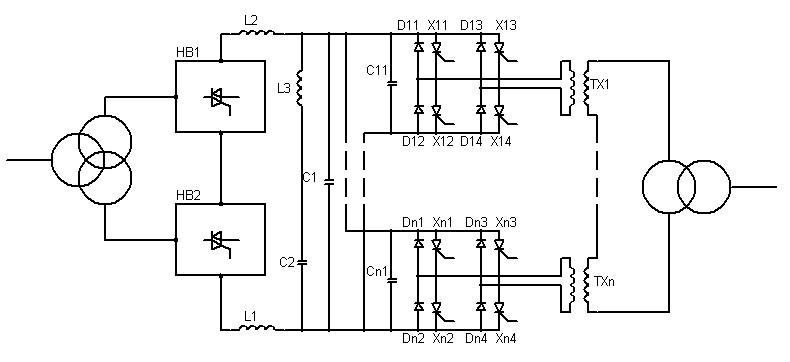 L2
D11 X11 D13 X13
HB1
C11
L3
TX1
D12 X12 D14 X14
C1
HB2
Dn1 Xn1 Dn3 Xn3
C2
Cn1
TXn
L1
Dn2 Xn2 Dn4 Xn4